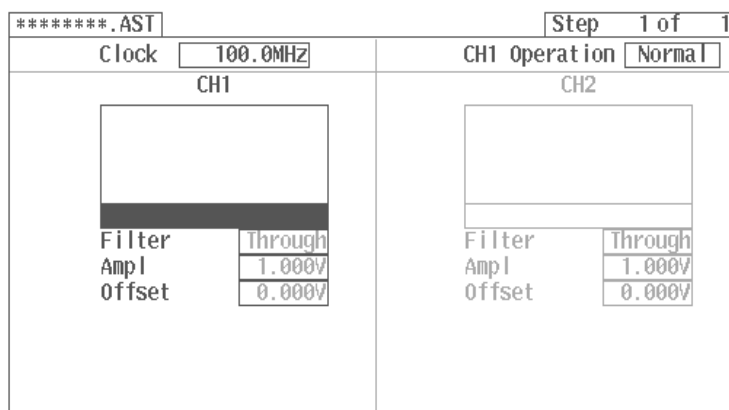 ********.AST Step 1 of 1
Clock 100.0MHz CH1 Operation Normal
CH1 CH2
Filter Through Filter Through
Ampl 1.000V Ampl 1.000V
Offset 0.000V Offset 0.000V